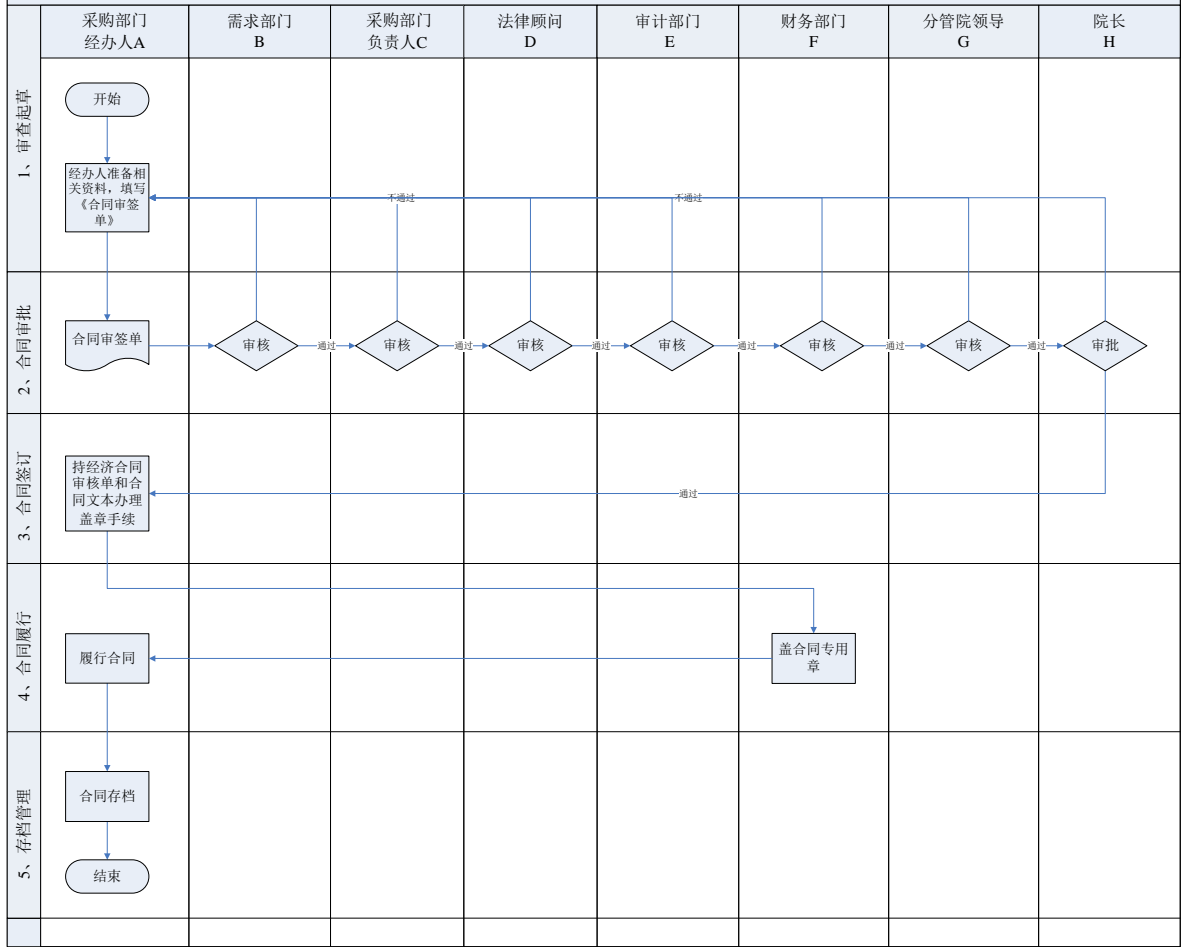 采购部门
经办人A
需求部门
B
采购部门
负责人C
法律顾问
D
审计部门
E
财务部门
F
分管院领导
G
院长
H
1、审查起草
开始
经办人准备相
关资料，填写
《合同审签
单》
不通过
不通过
2、合同审批
合同审签单
审核
通过
审核
通过
审核
通过
审核
通过
审核
通过
审核
通过
审批
3、合同签订
持经济合同
审核单和合
同文本办理
盖章手续
通过
4、合同履行
履行合同
盖合同专用
章
5、存档管理
合同存档
结束